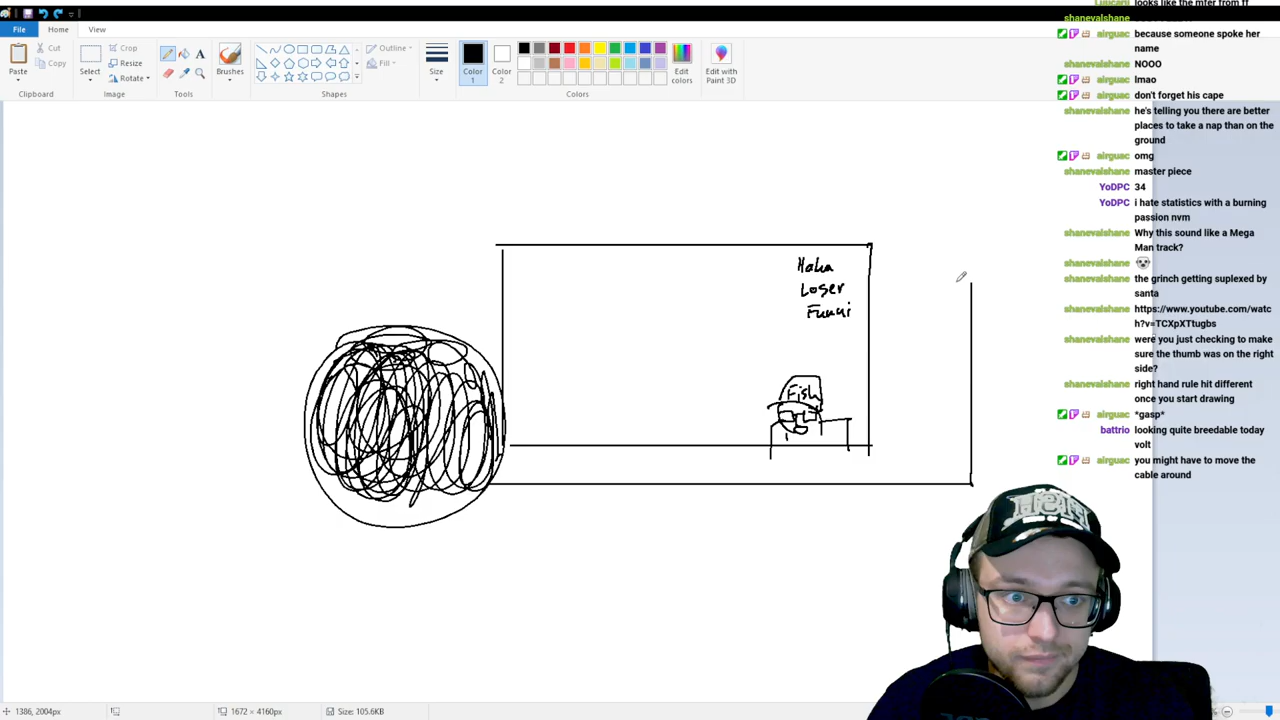 Luucarii looks like the mfer from ff
shanevalshane
airguac because someone spoke her
name
shanevalshane NOOO
airguac lmao
airguac don't forget his cape
shanevalshane he's telling you there are better
places to take a nap than on the
ground
airguac omg
shanevalshane master piece
YoDPC 34
YoDPC i hate statistics with a burning
passion nvm
shanevalshane Why this sound like a Mega
Man track?
shanevalshane
shanevalshane the grinch getting suplexed by
santa
shanevalshane https://www.youtube.com/watc
h?v=TCXpXTtugbs
shanevalshane were you just checking to make
sure the thumb was on the right
side?
shanevalshane right hand rule hit different
once you start drawing
airguac *gasp*
battrio looking quite breedable today
volt
airguac you might have to move the
cable around
File Home View
Paste
Cut
Copy
Clipboard
Select
Crop
Resize
Rotate
Image
Tools
Brushes
Outline
Fill
Shapes
Size
Color
1
Color
2
Edit
colors
Colors
Edit with
Paint 3D
Haha
Loser
Fish
1386, 2004px
1672 × 4160px
Size: 105.6KB